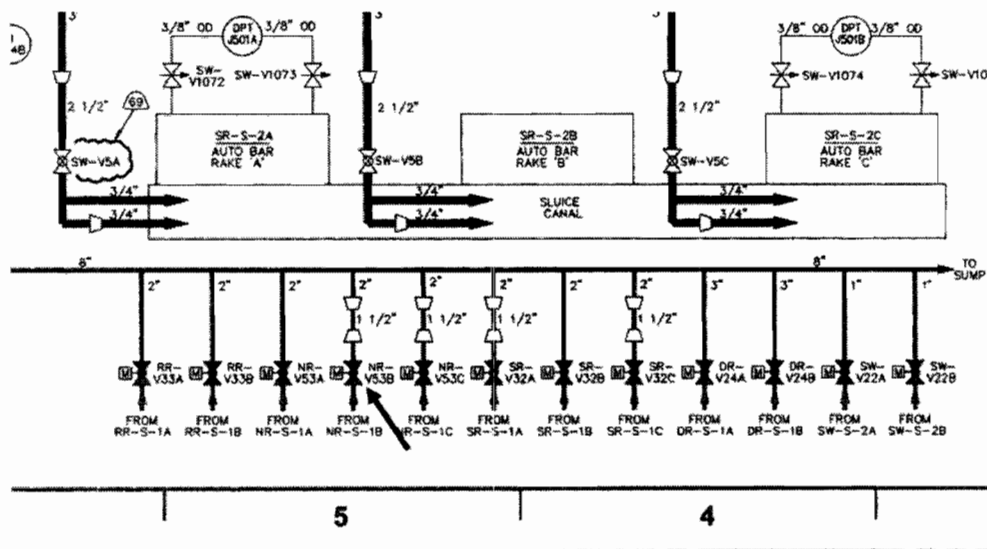 3"
3/8" OD
DPT
J501A
3/8" OD
3"
3/8" OD
DPT
J501B
3/8" OD
4B
SW-
V1072
SW-V1073
SW-V1074
SW-V10
2 1/2"
69
2 1/2"
2 1/2"
SW-V5A
SR-S-2A
AUTO BAR
RAKE 'A'
SW-V5B
SR-S-2B
AUTO BAR
RAKE 'B'
SW-V5C
SR-S-2C
AUTO BAR
RAKE 'C'
3/4"
3/4"
3/4"
3/4"
SLUICE
CANAL
3/4"
3/4"
8"
8"
TO
SUMP
2"
2"
2"
2"
2"
2"
2"
2"
3"
3"
1"
1"
1 1/2"
1 1/2"
1 1/2"
1 1/2"
M
RR-
V33A
M
RR-
V33B
M
NR-
V53A
M
NR-
V53B
M
NR-
V53C
M
SR-
V32A
M
SR-
V32B
M
SR-
V32C
M
DR-
V24A
M
DR-
V24B
M
SW-
V22A
M
SW-
V22B
FROM
RR-S-1A
FROM
RR-S-1B
FROM
NR-S-1A
FROM
NR-S-1B
FROM
NR-S-1C
FROM
SR-S-1A
FROM
SR-S-1B
FROM
SR-S-1C
FROM
DR-S-1A
FROM
DR-S-1B
FROM
SW-S-2A
FROM
SW-S-2B
5
4